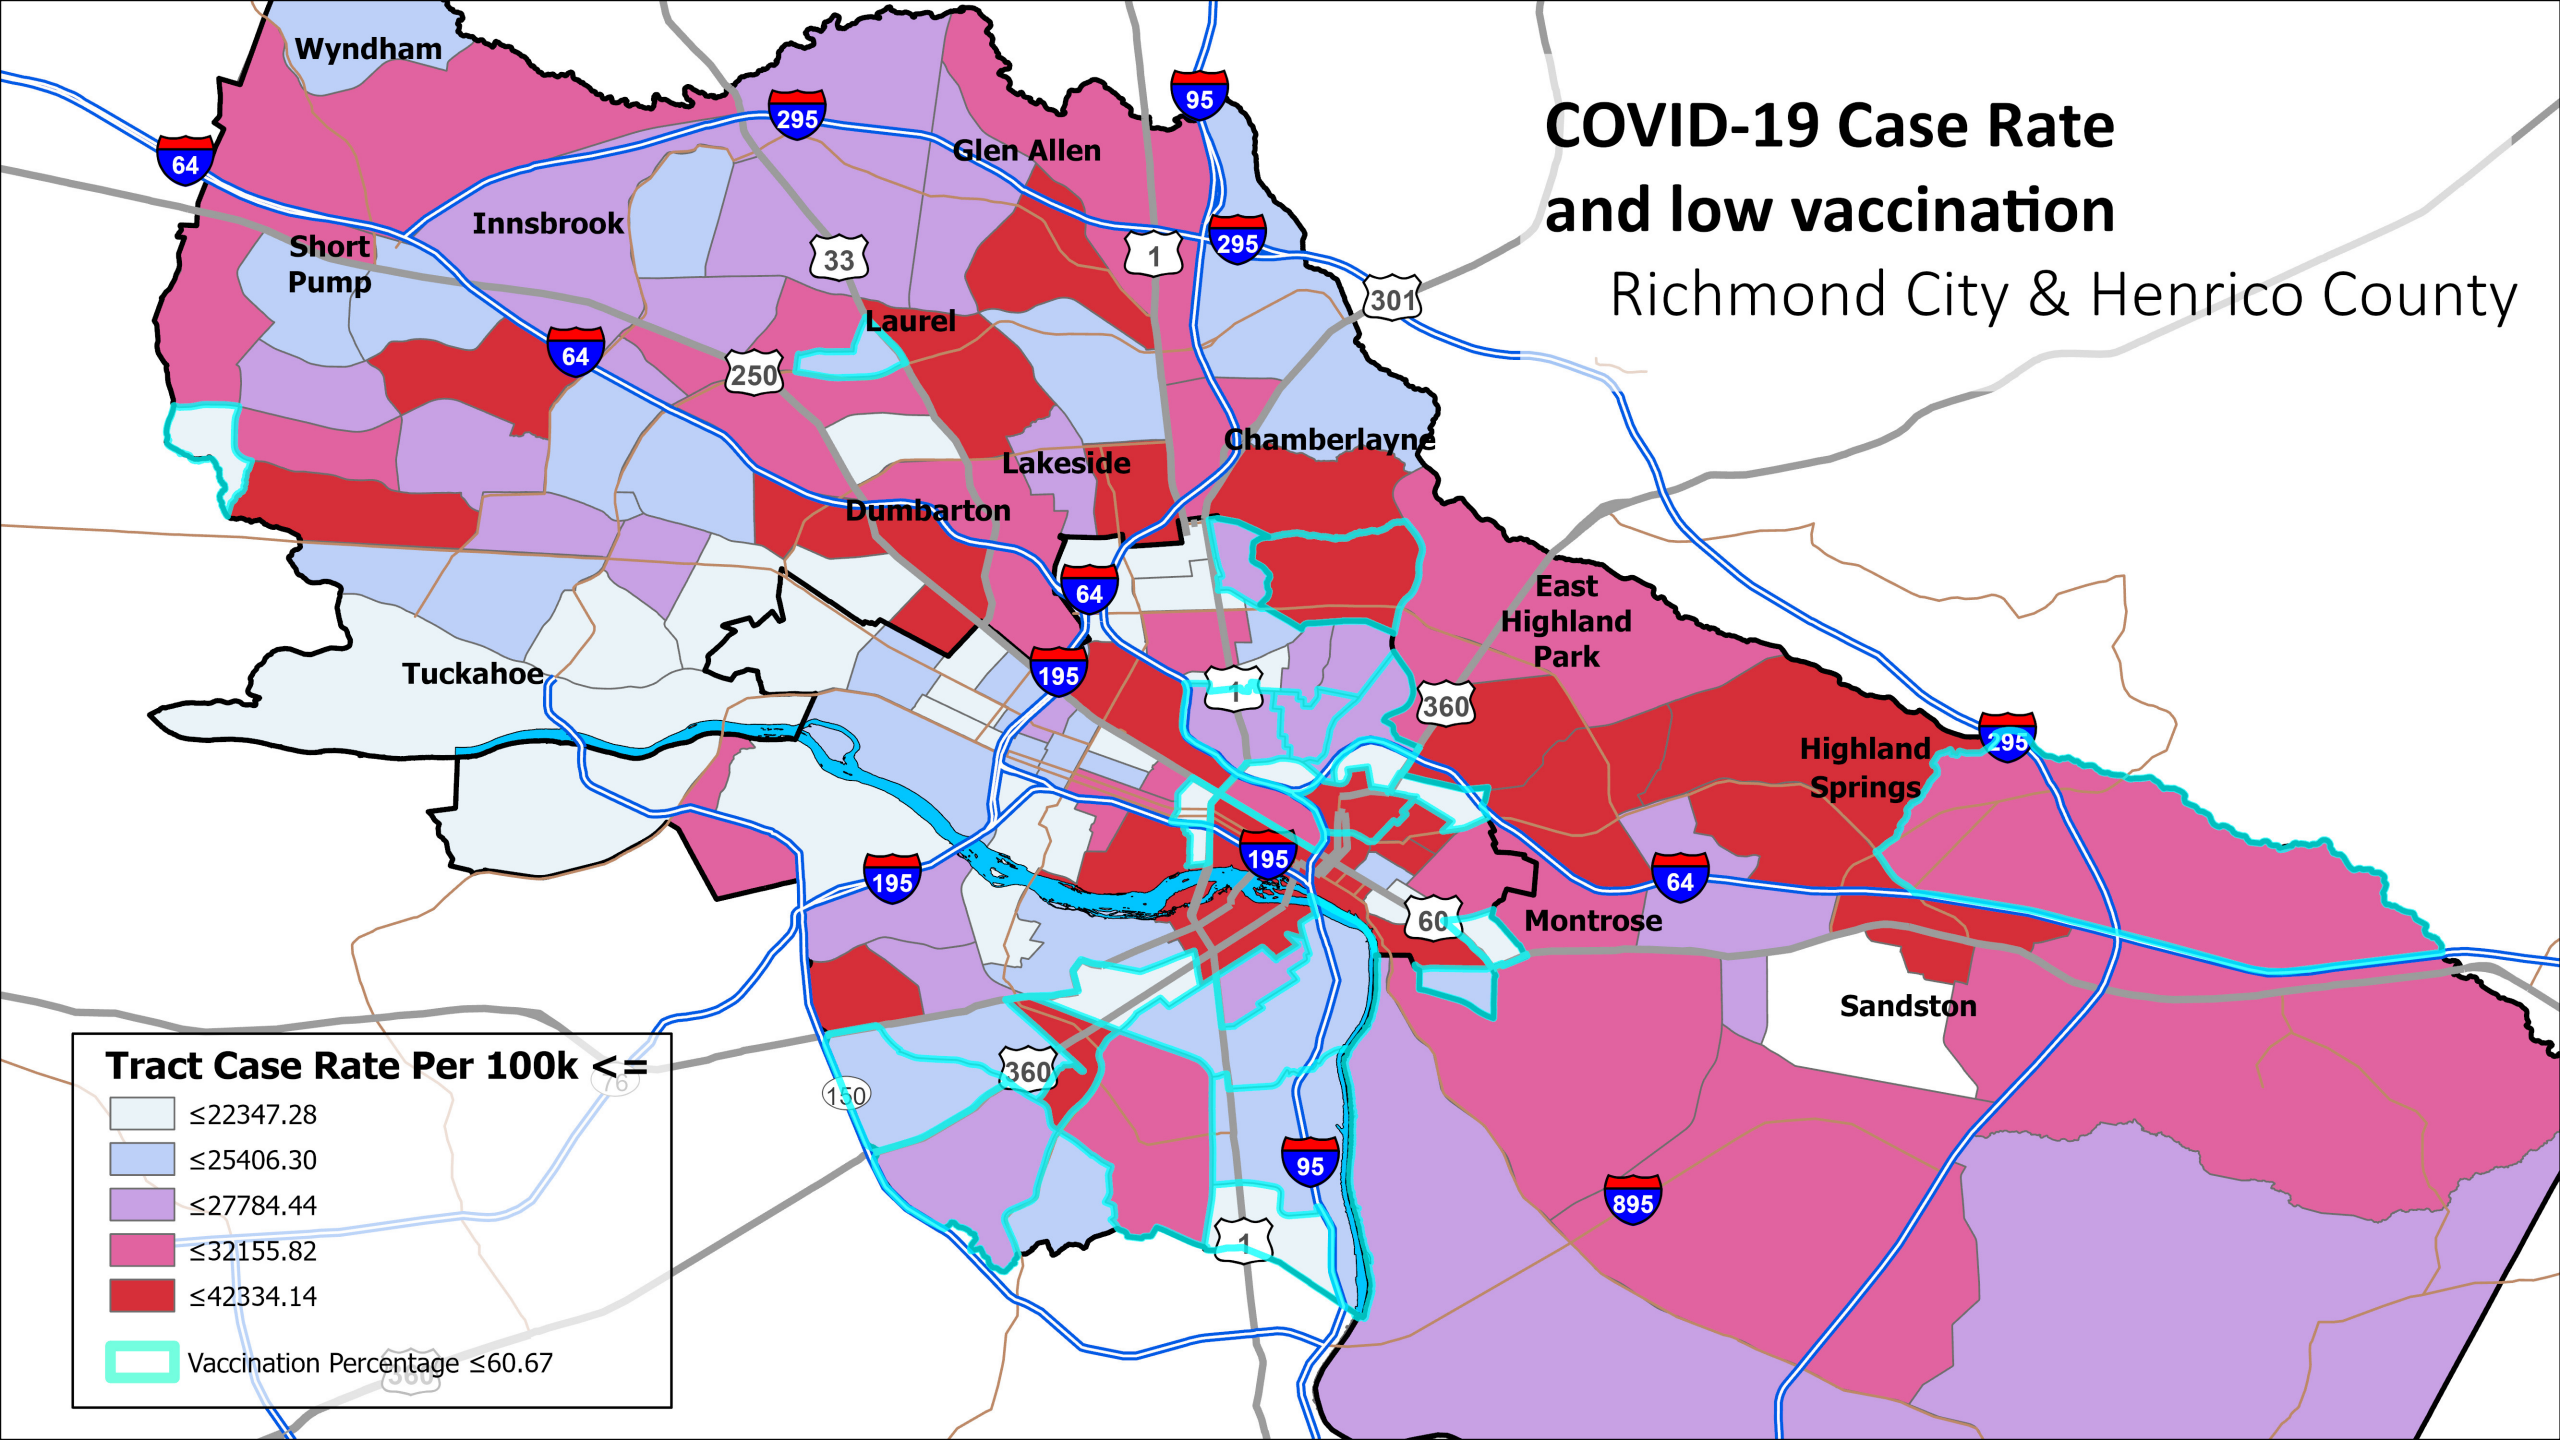 COVID-19 Case Rate
and low vaccination
Richmond City & Henrico County
Wyndham
95
295
64
Glen Allen
Innsbrook
Short
Pump
33
1
295
301
Laurel
64
250
Chamberlayne
Lakeside
Dumbarton
64
East
Highland
Park
Tuckahoe
195
1
360
Highland
Springs
295
195
195
64
60
Montrose
Sandston
360
150
76
95
895
1
360
Tract Case Rate Per 100k <=
≤22347.28
≤25406.30
≤27784.44
≤32155.82
≤42334.14
Vaccination Percentage ≤60.67